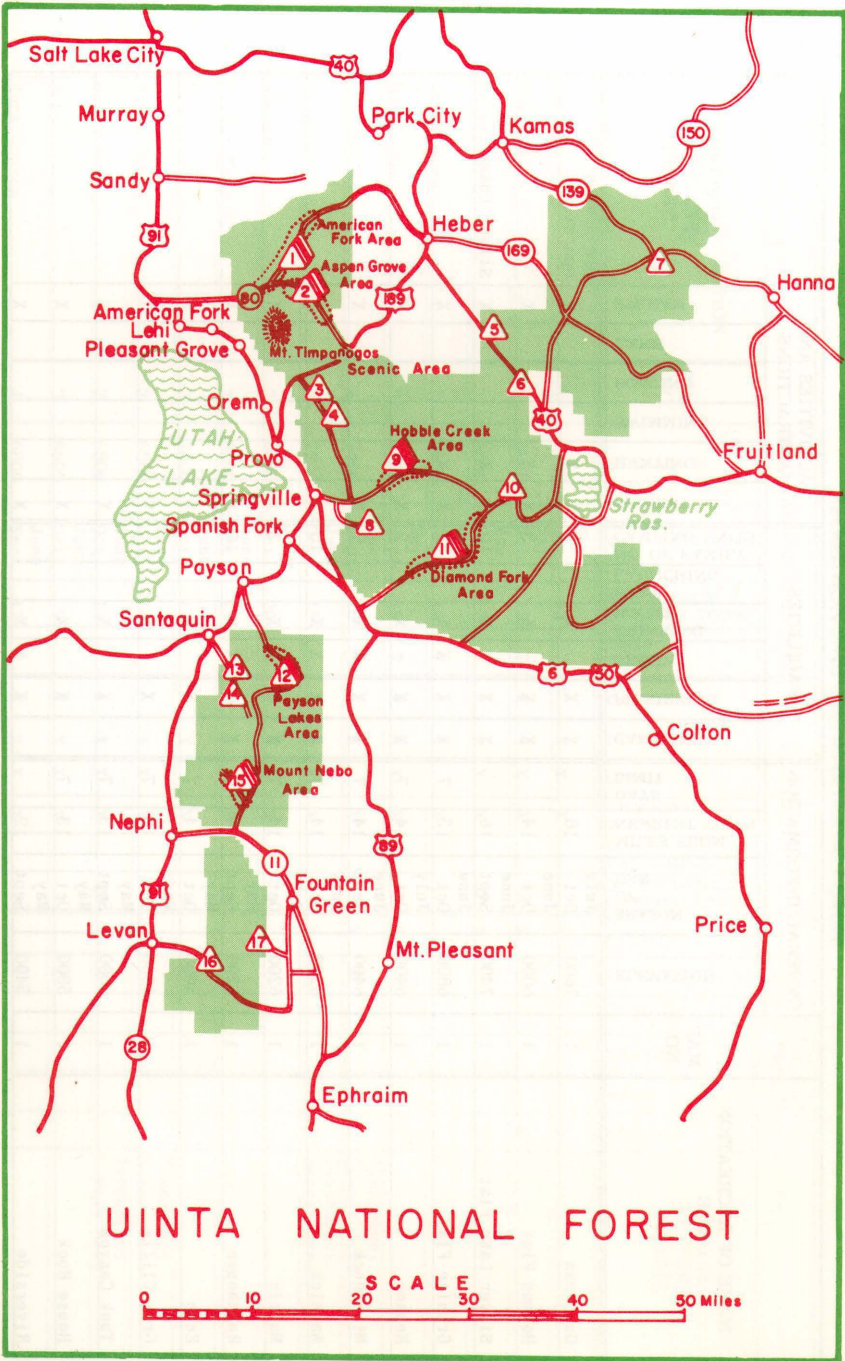 Salt Lake City
40
Murray
Park City
Kamas
150
Sandy
139
91
American
Fork Area
Heber
169
1
7
Aspen Grove
Area
2
Hanna
80
189
American Fork
Lehi
5
Pleasant Grove
Mt. Timpanogos
Scenic Area
3
6
4
Orem
40
UTAH
LAKE
Hobble Creek
Area
9
Provo
Fruitland
Springville
10
Strawberry
Res.
Spanish Fork
8
11
Payson
Diamond Fork
Area
Santaquin
13
12
6
50
14
Payson
Lakes
Area
Colton
15
Mount Nebo
Area
Nephi
89
11
91
Fountain
Green
Levan
17
Mt. Pleasant
Price
16
28
Ephraim
UINTA NATIONAL FOREST
SCALE
0 10 20 30 40 50 Miles